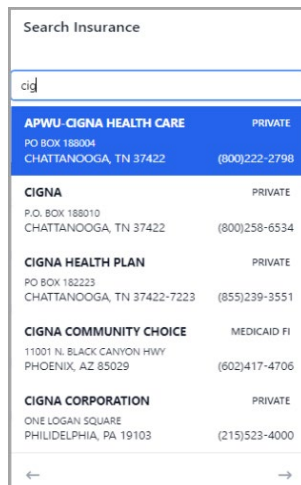 Search Insurance
cig
APWU-CIGNA HEALTH CARE PRIVATE
PO BOX 188004
CHATTANOOGA, TN 37422 (800)222-2798
CIGNA PRIVATE
P.O. BOX 188010
CHATTANOOGA, TN 37422 (800)258-6534
CIGNA HEALTH PLAN PRIVATE
PO BOX 182223
CHATTANOOGA, TN 37422-7223 (855)239-3551
CIGNA COMMUNITY CHOICE MEDICAID FI
11001 N. BLACK CANYON HWY
PHOENIX, AZ 85029 (602)417-4706
CIGNA CORPORATION PRIVATE
ONE LOGAN SQUARE
PHILIDELPHIA, PA 19103 (215)523-4000
← →